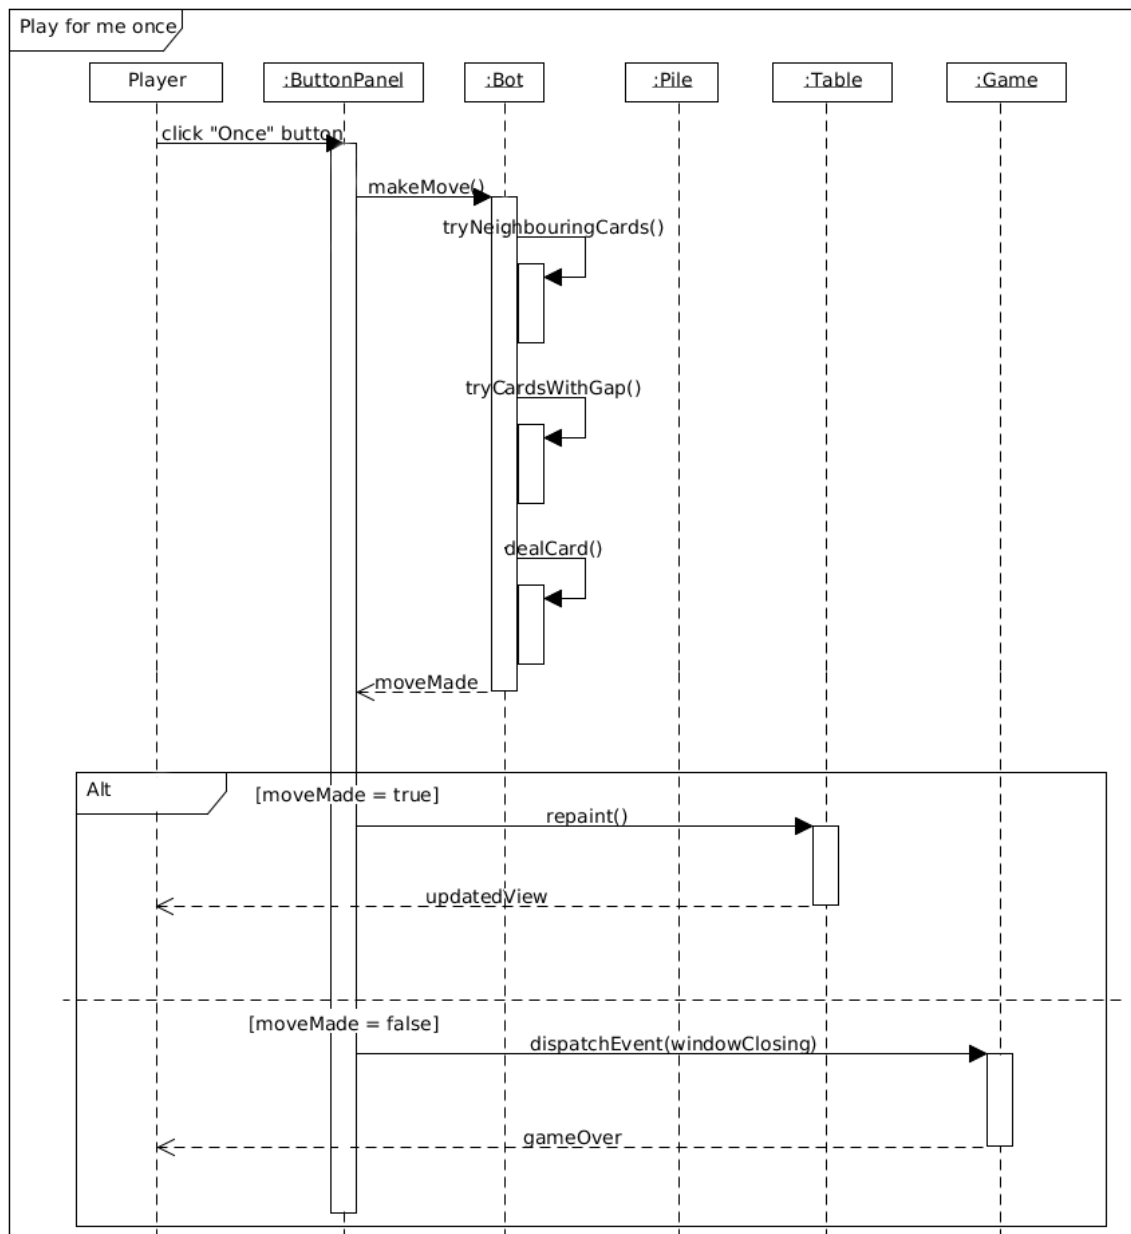 Play for me once
Player
:ButtonPanel
:Bot
:Pile
:Table
:Game
click "Once" button
makeMove()
tryNeighbouringCards()
tryCardsWithGap()
dealCard()
moveMade
Alt
[moveMade = true]
repaint()
updatedView
[moveMade = false]
dispatchEvent(windowClosing)
gameOver